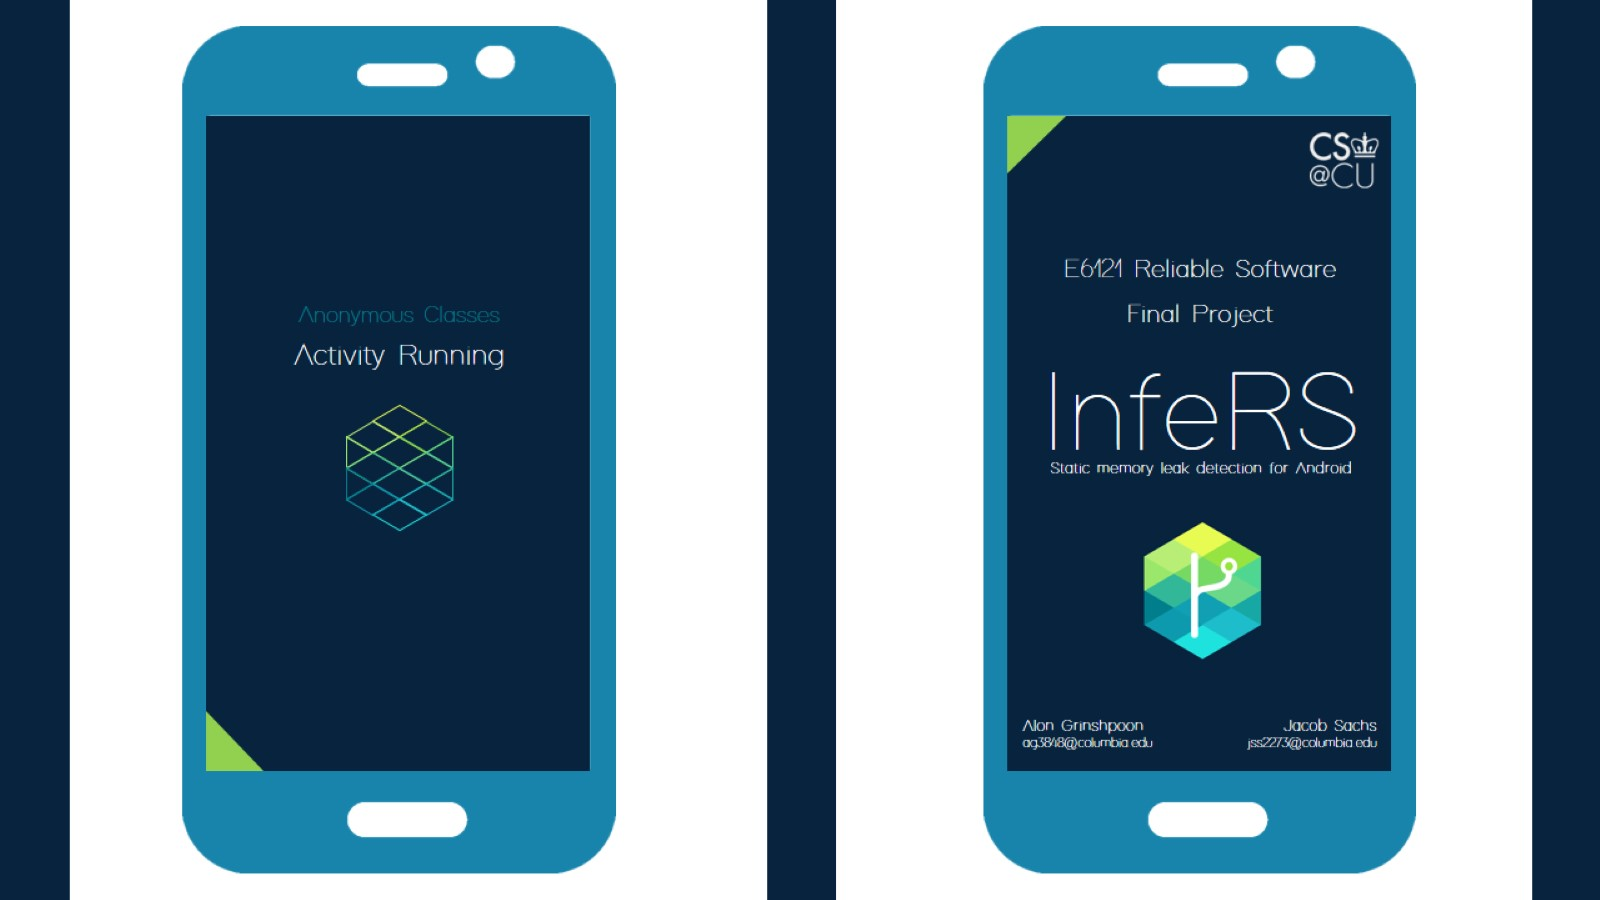 Anonymous Classes
Activity Running
CS
@CU
E6121 Reliable Software
Final Project
InfeRS
Static memory leak detection for Android
Alon Grinshpoon
ag3848@columbia.edu
Jacob Sachs
jss2273@columbia.edu